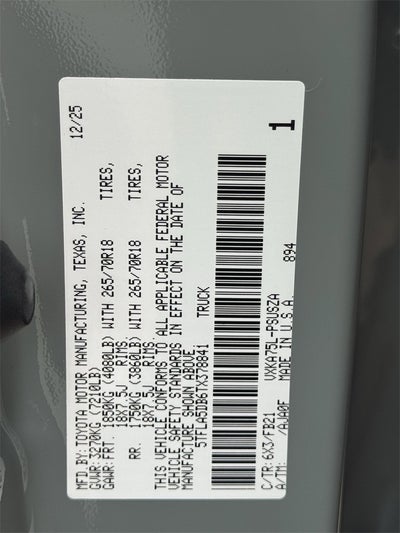 MFD.BY:TOYOTA MOTOR MANUFACTURING, TEXAS, INC. 12/25
GVWR:3270KG (7210LB)
GAWR:FRT. 1850KG (4080LB) WITH 265/70R18 TIRES,
18X7.5J RIMS,
RR. 1750KG (3860LB) WITH 265/70R18 TIRES,
18X7.5J RIMS.
THIS VEHICLE CONFORMS TO ALL APPLICABLE FEDERAL MOTOR
VEHICLE SAFETY STANDARDS IN EFFECT ON THE DATE OF
MANUFACTURE SHOWN ABOVE.
5TFLA5DB6TX378841 TRUCK
C/TR:6X3/FB21 VXKA75L-PSVSZA
A/TM: /AJA0F MADE IN U.S.A. 894
1